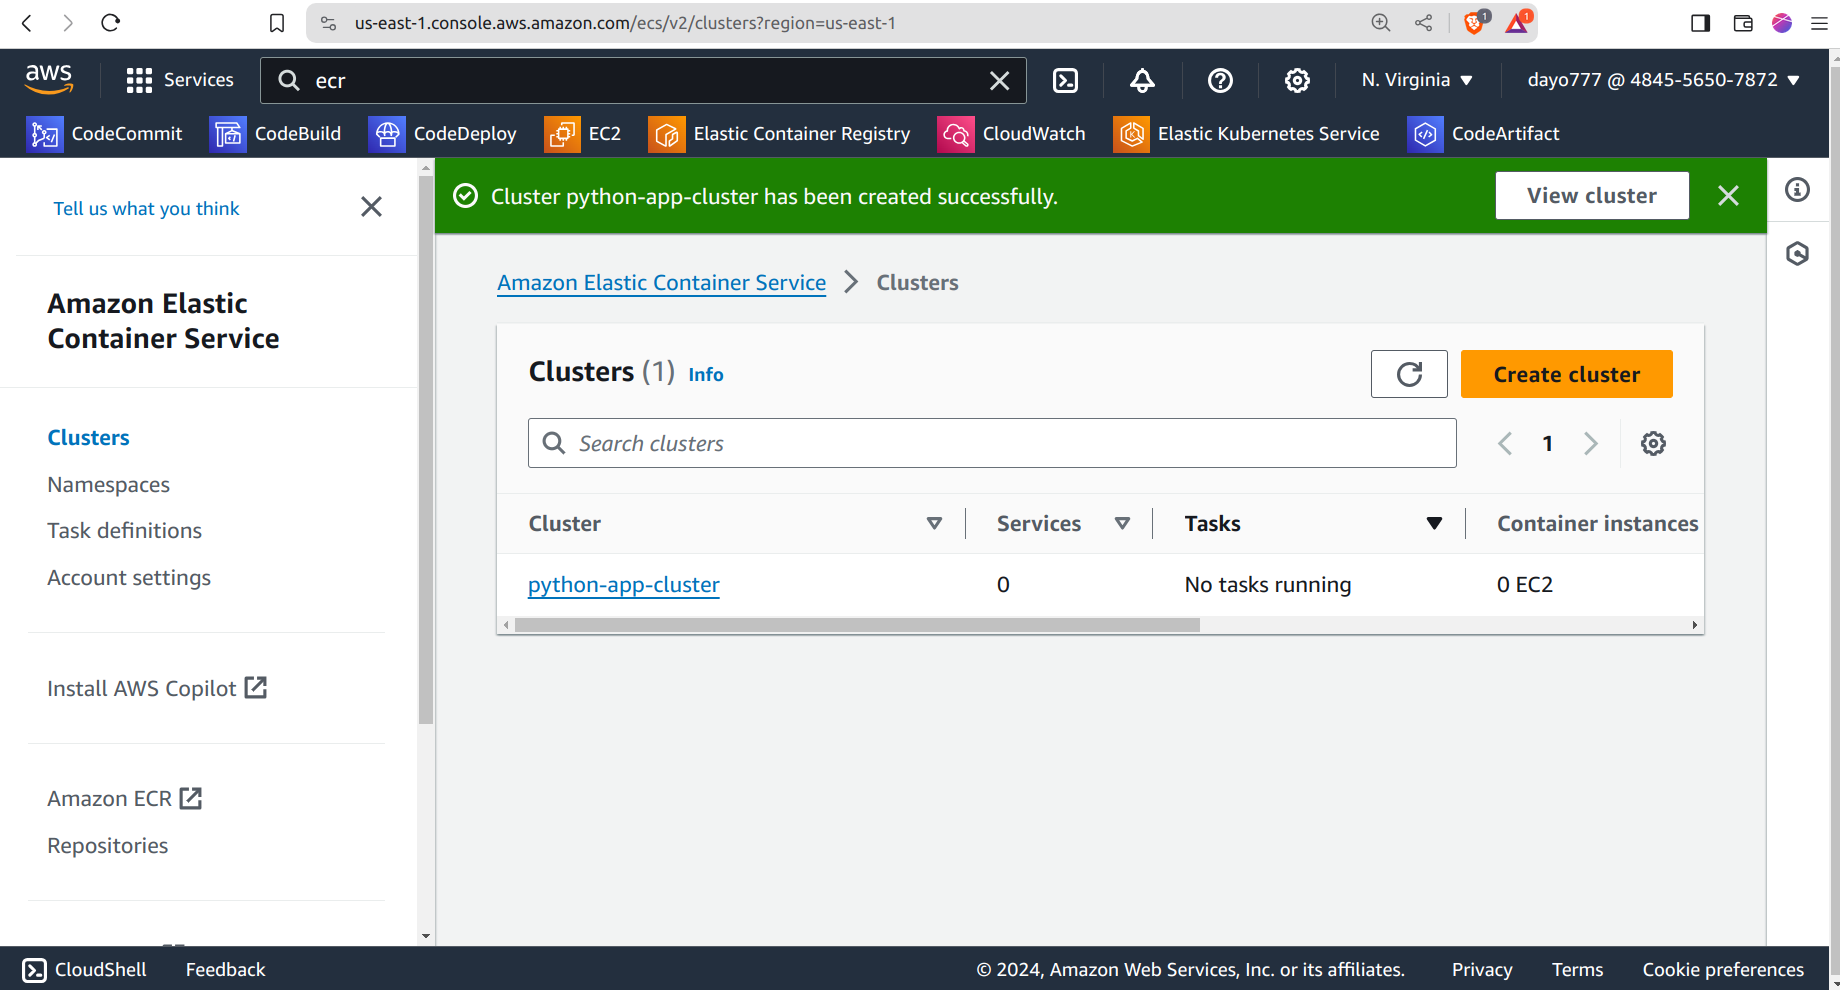 us-east-1.console.aws.amazon.com/ecs/v2/clusters?region=us-east-1
1
1
aws
Services
ecr
N. Virginia
dayo777 @ 4845-5650-7872
CodeCommit
CodeBuild
CodeDeploy
EC2
Elastic Container Registry
CloudWatch
Elastic Kubernetes Service
CodeArtifact
Tell us what you think
Amazon Elastic
Container Service
Clusters
Namespaces
Task definitions
Account settings
Install AWS Copilot
Amazon ECR
Repositories
Cluster python-app-cluster has been created successfully.
View cluster
Amazon Elastic Container Service
Clusters
Clusters (1) Info
Create cluster
Search clusters
1
Cluster
Services
Tasks
Container instances
python-app-cluster
0
No tasks running
0 EC2
CloudShell
Feedback
© 2024, Amazon Web Services, Inc. or its affiliates.
Privacy
Terms
Cookie preferences